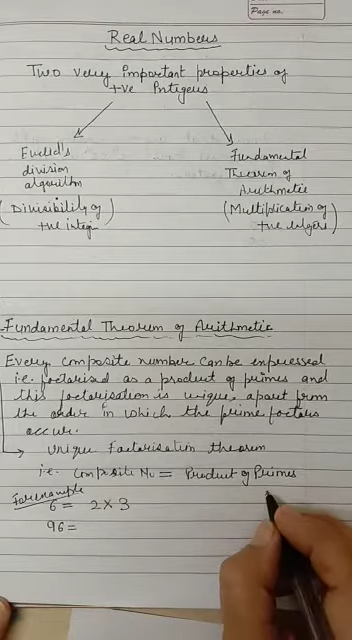 Page no.
Real Numbers
Two very important properties of
+ve Integers
Euclid's
division
algorithm
(Divisibility of
+ve integ)
Fundamental
Theorem of
Arithmetic
(Multiplication of
+ve integers)
Fundamental Theorem of Arithmetic
Every composite number can be expressed
i.e. factorised as a product of primes and
this factorisation is unique, apart from
the order in which the prime factors
occur.
Unique Factorisation theorem
i.e. Composite No = Product of Primes
For example
6 = 2 × 3
96 =